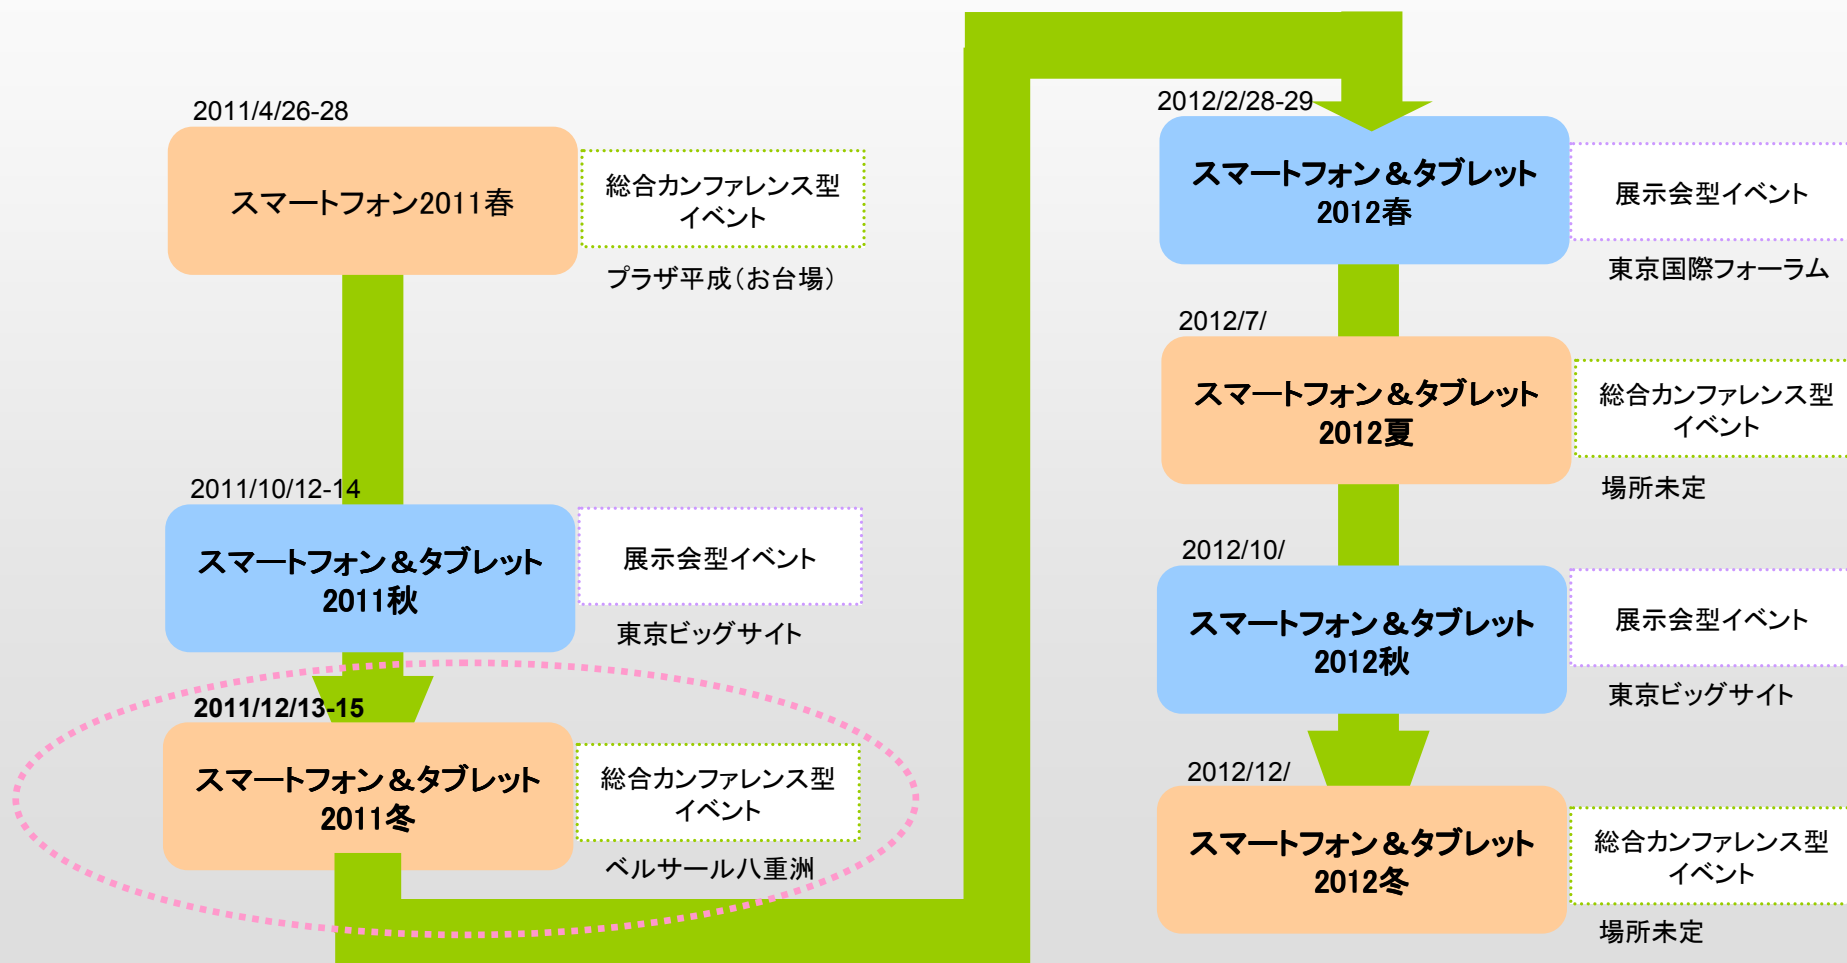 2011/4/26-28
スマートフォン2011春
総合カンファレンス型
イベント
プラザ平成(お台場)
2011/10/12-14
スマートフォン&タブレット
2011秋
展示会型イベント
東京ビッグサイト
2011/12/13-15
スマートフォン&タブレット
2011冬
総合カンファレンス型
イベント
ベルサール八重洲
2012/2/28-29
スマートフォン&タブレット
2012春
展示会型イベント
東京国際フォーラム
2012/7/
スマートフォン&タブレット
2012夏
総合カンファレンス型
イベント
場所未定
2012/10/
スマートフォン&タブレット
2012秋
展示会型イベント
東京ビッグサイト
2012/12/
スマートフォン&タブレット
2012冬
総合カンファレンス型
イベント
場所未定